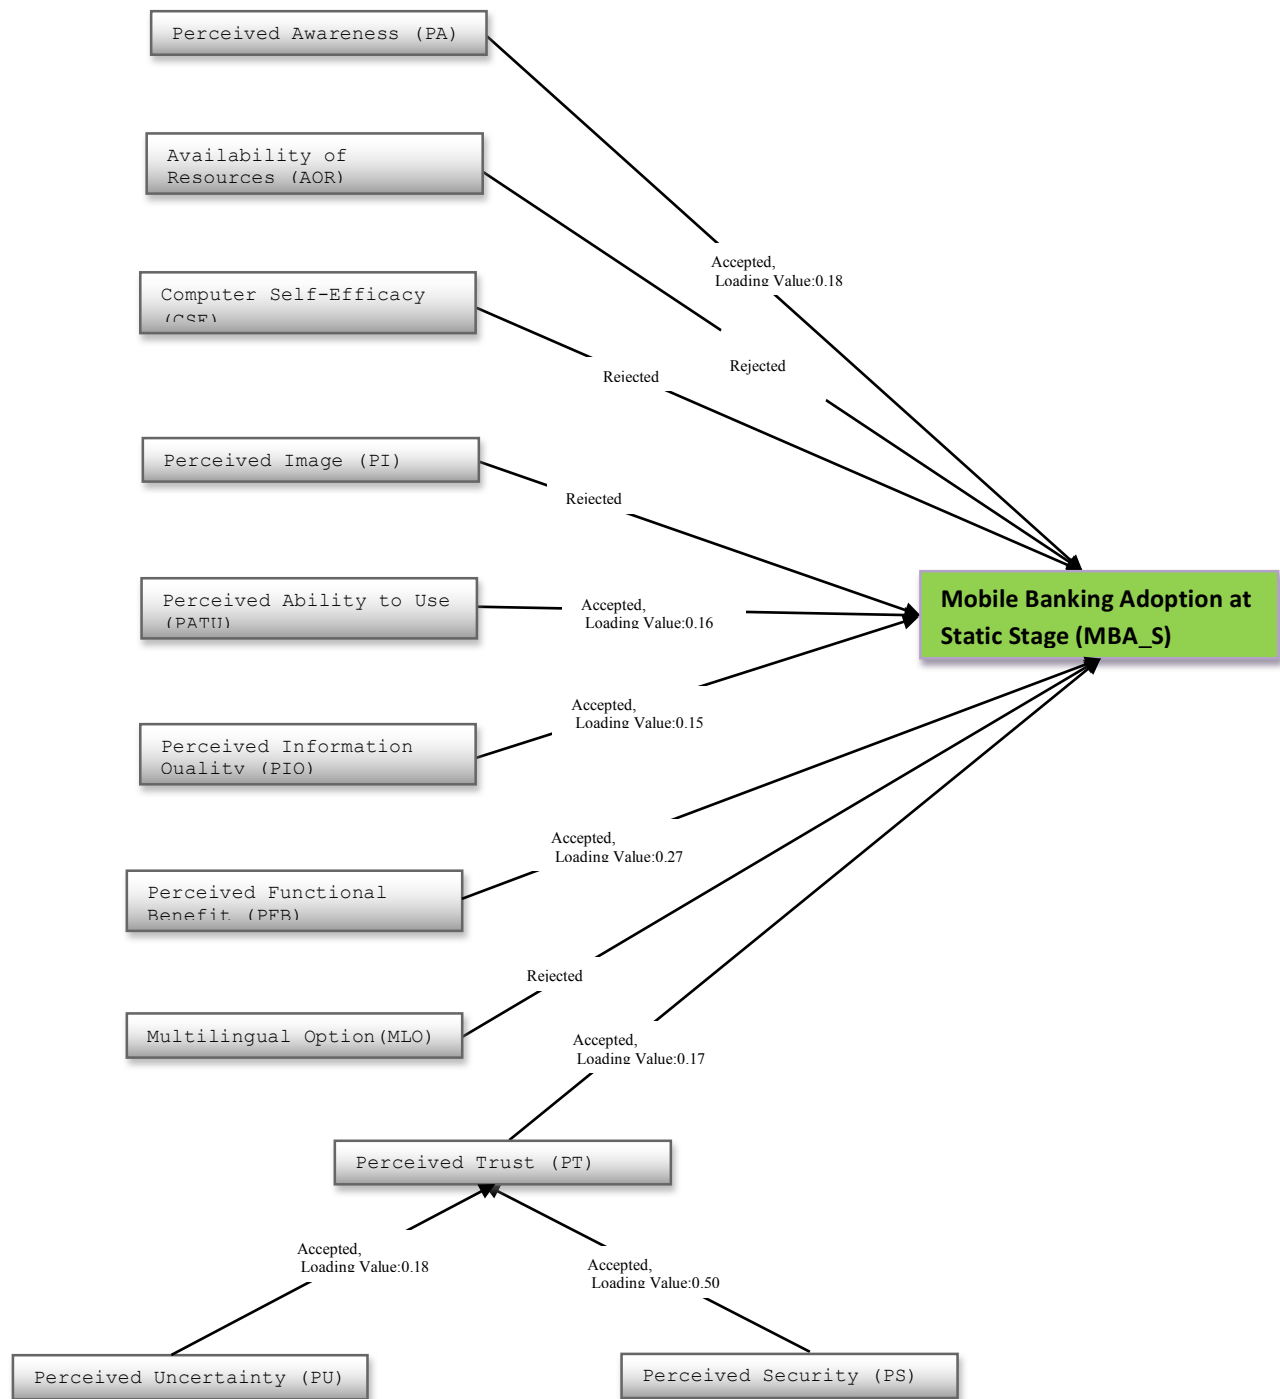 Perceived Awareness (PA)
Availability of
Resources (AOR)
Accepted,
Loading Value:0.18
Computer Self-Efficacy
(CSE)
Rejected
Rejected
Perceived Image (PI)
Rejected
Perceived Ability to Use
(PATU)
Accepted,
Loading Value:0.16
Mobile Banking Adoption at
Static Stage (MBA_S)
Accepted,
Loading Value:0.15
Perceived Information
Quality (PIQ)
Accepted,
Loading Value:0.27
Perceived Functional
Benefit (PFB)
Rejected
Multilingual Option(MLO)
Accepted,
Loading Value:0.17
Perceived Trust (PT)
Accepted,
Loading Value:0.18
Accepted,
Loading Value:0.50
Perceived Uncertainty (PU)
Perceived Security (PS)